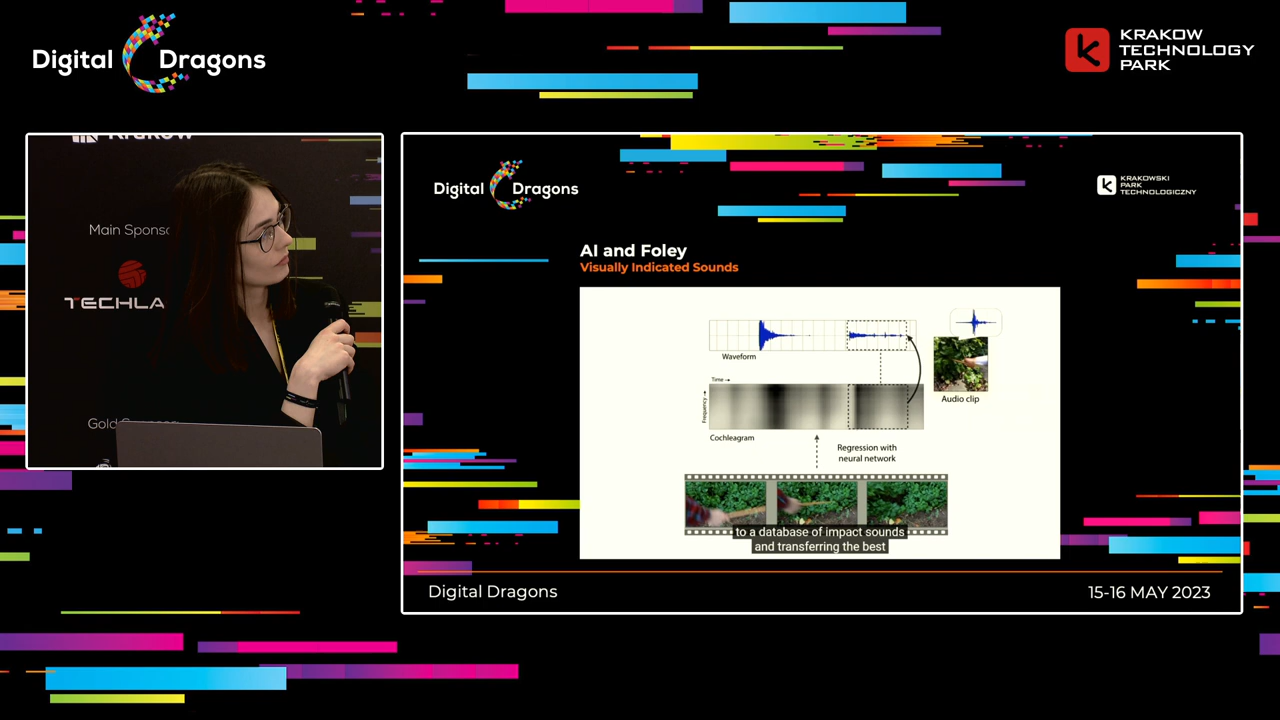 Digital Dragons
KRAKOW
TECHNOLOGY
PARK
Main Sponso
TECHLA
Gold
Digital Dragons
KRAKOWSKI
PARK
TECHNOLOGICZNY
AI and Foley
Visually Indicated Sounds
Waveform
Time
Frequency
Cochleagram
Audio clip
Regression with
neural network
to a database of impact sounds
and transferring the best
Digital Dragons
15-16 MAY 2023